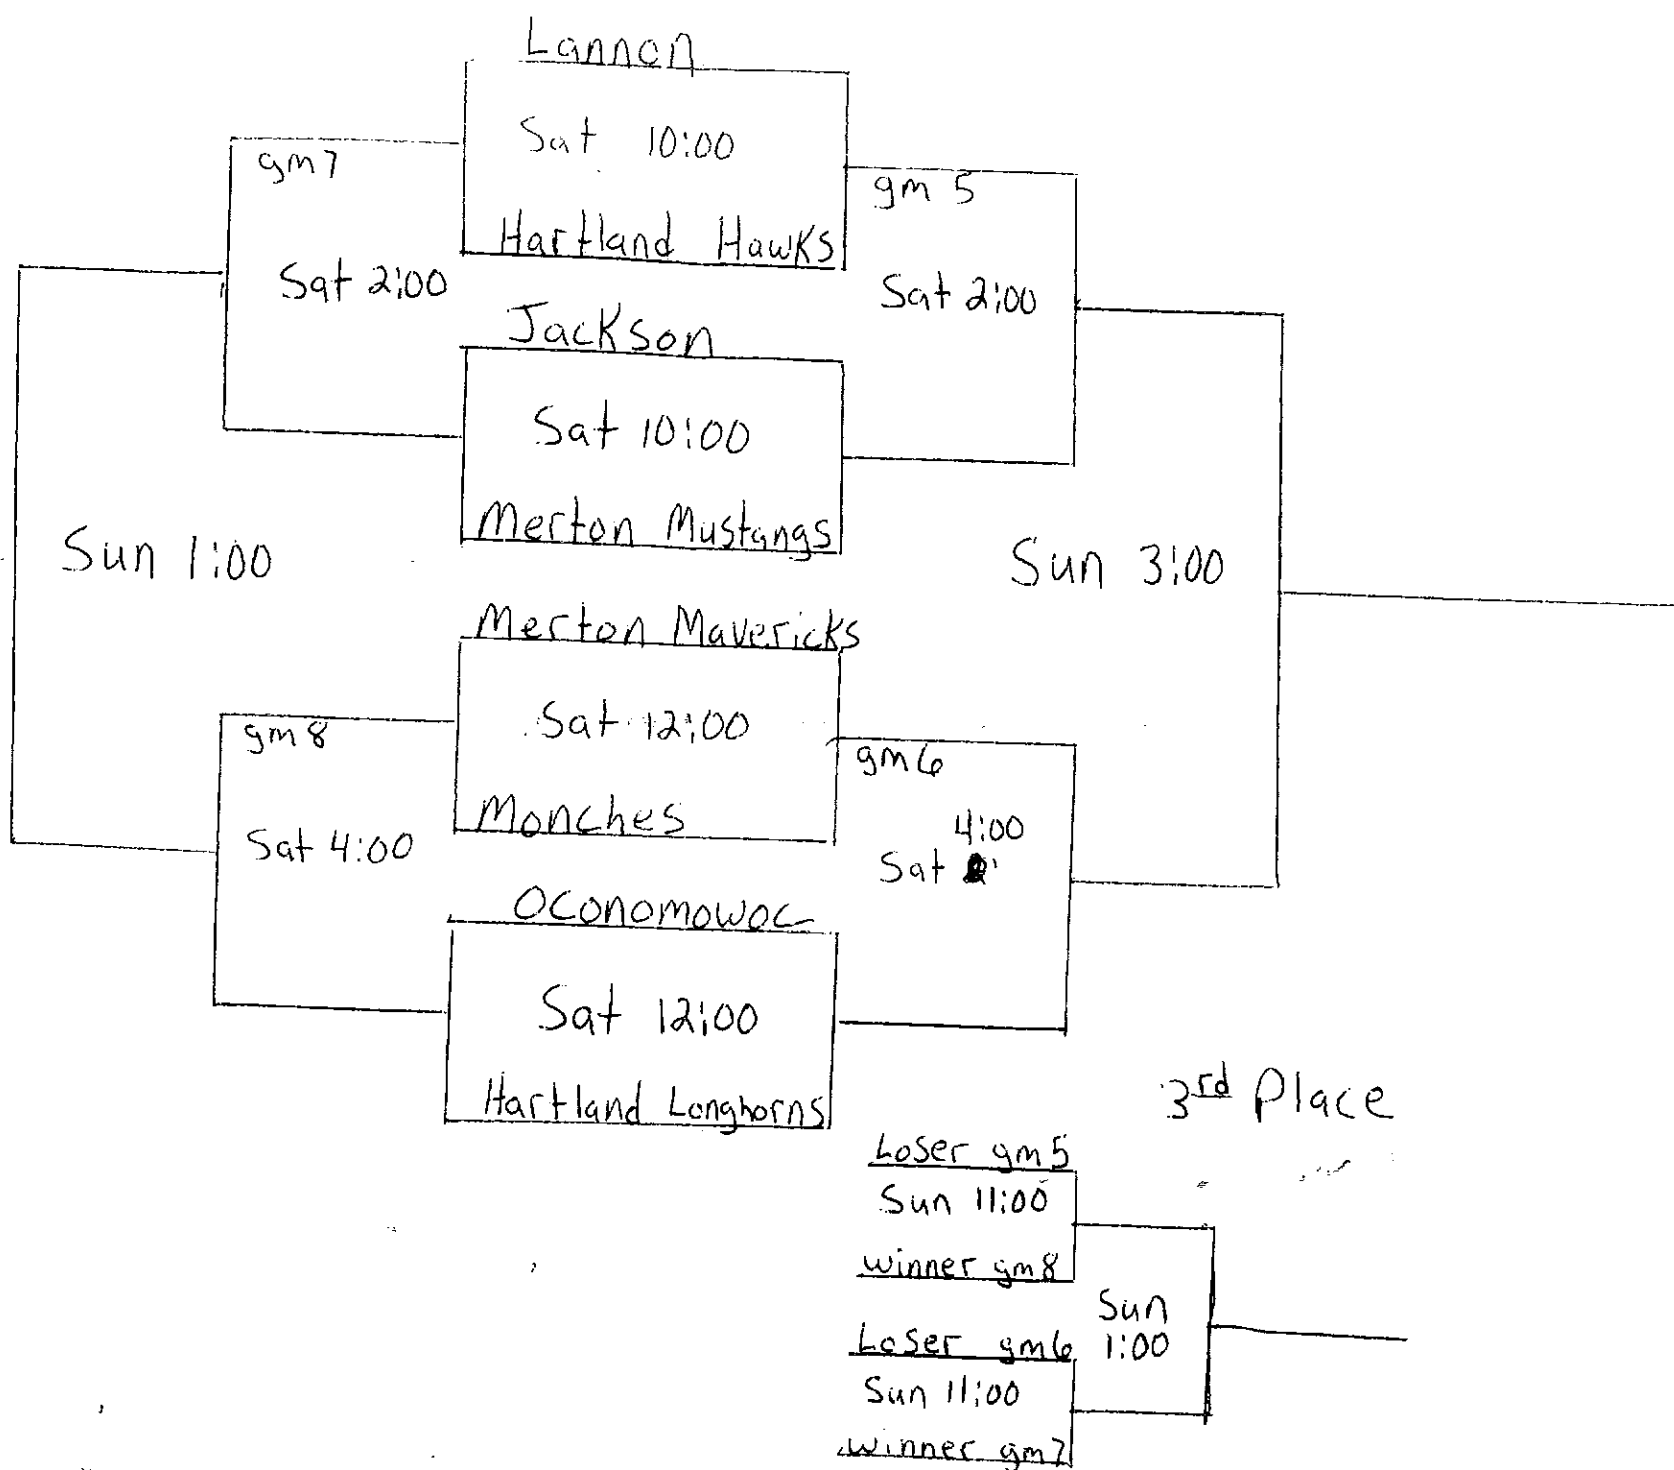 Lannon
Sat 10:00
gm7
gm 5
Hartland Hawks
Sat 2:00
Sat 2:00
Jackson
Sat 10:00
Merton Mustangs
Sun 1:00
Sun 3:00
Merton Mavericks
Sat 12:00
gm8
gm6
Monches
Sat 4:00
4:00
Sat
Oconomowoc
Sat 12:00
Hartland Longhorns
3rd Place
Loser gm5
Sun 11:00
winner gm8
Sun
1:00
Loser gm6
Sun 11:00
winner gm7